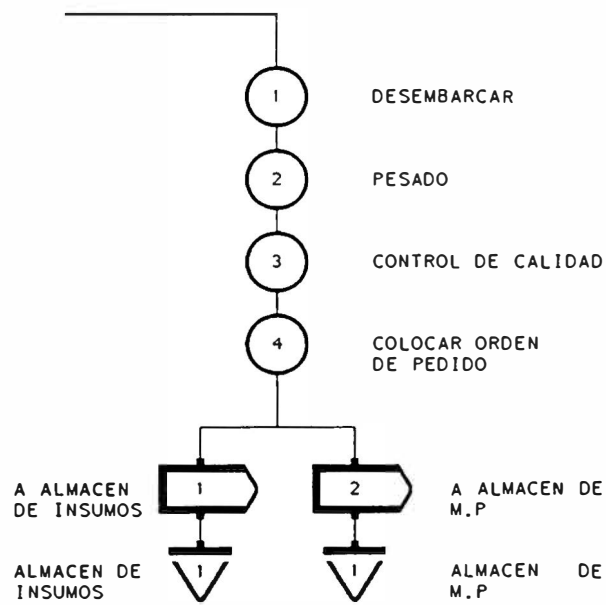 1 DESEMBARCAR
2 PESADO
3 CONTROL DE CALIDAD
4 COLOCAR ORDEN
DE PEDIDO
A ALMACEN
DE INSUMOS
1
2
A ALMACEN DE
M.P
ALMACEN DE
INSUMOS
1
1
ALMACEN DE
M.P